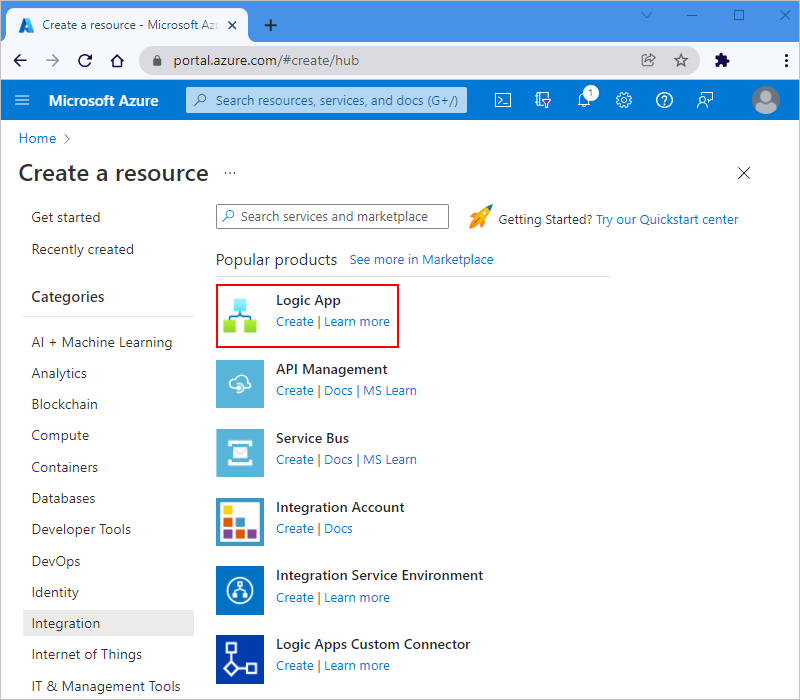 Create a resource - Microsoft Azu
portal.azure.com/#create/hub
Microsoft Azure
Search resources, services, and docs (G+/)
1
Home
Create a resource
...
Get started
Recently created
Categories
AI + Machine Learning
Analytics
Blockchain
Compute
Containers
Databases
Developer Tools
DevOps
Identity
Integration
Internet of Things
IT & Management Tools
Search services and marketplace
Getting Started? Try our Quickstart center
Popular products See more in Marketplace
Logic App
Create | Learn more
API Management
Create | Docs | MS Learn
Service Bus
Create | Docs | MS Learn
Integration Account
Create | Docs
Integration Service Environment
Create | Learn more
Logic Apps Custom Connector
Create | Learn more